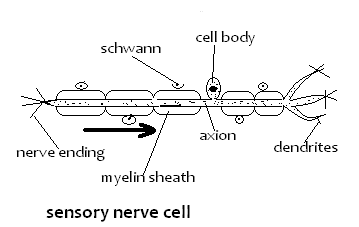 cell body
schwann
axion
dendrites
nerve ending
myelin sheath
sensory nerve cell